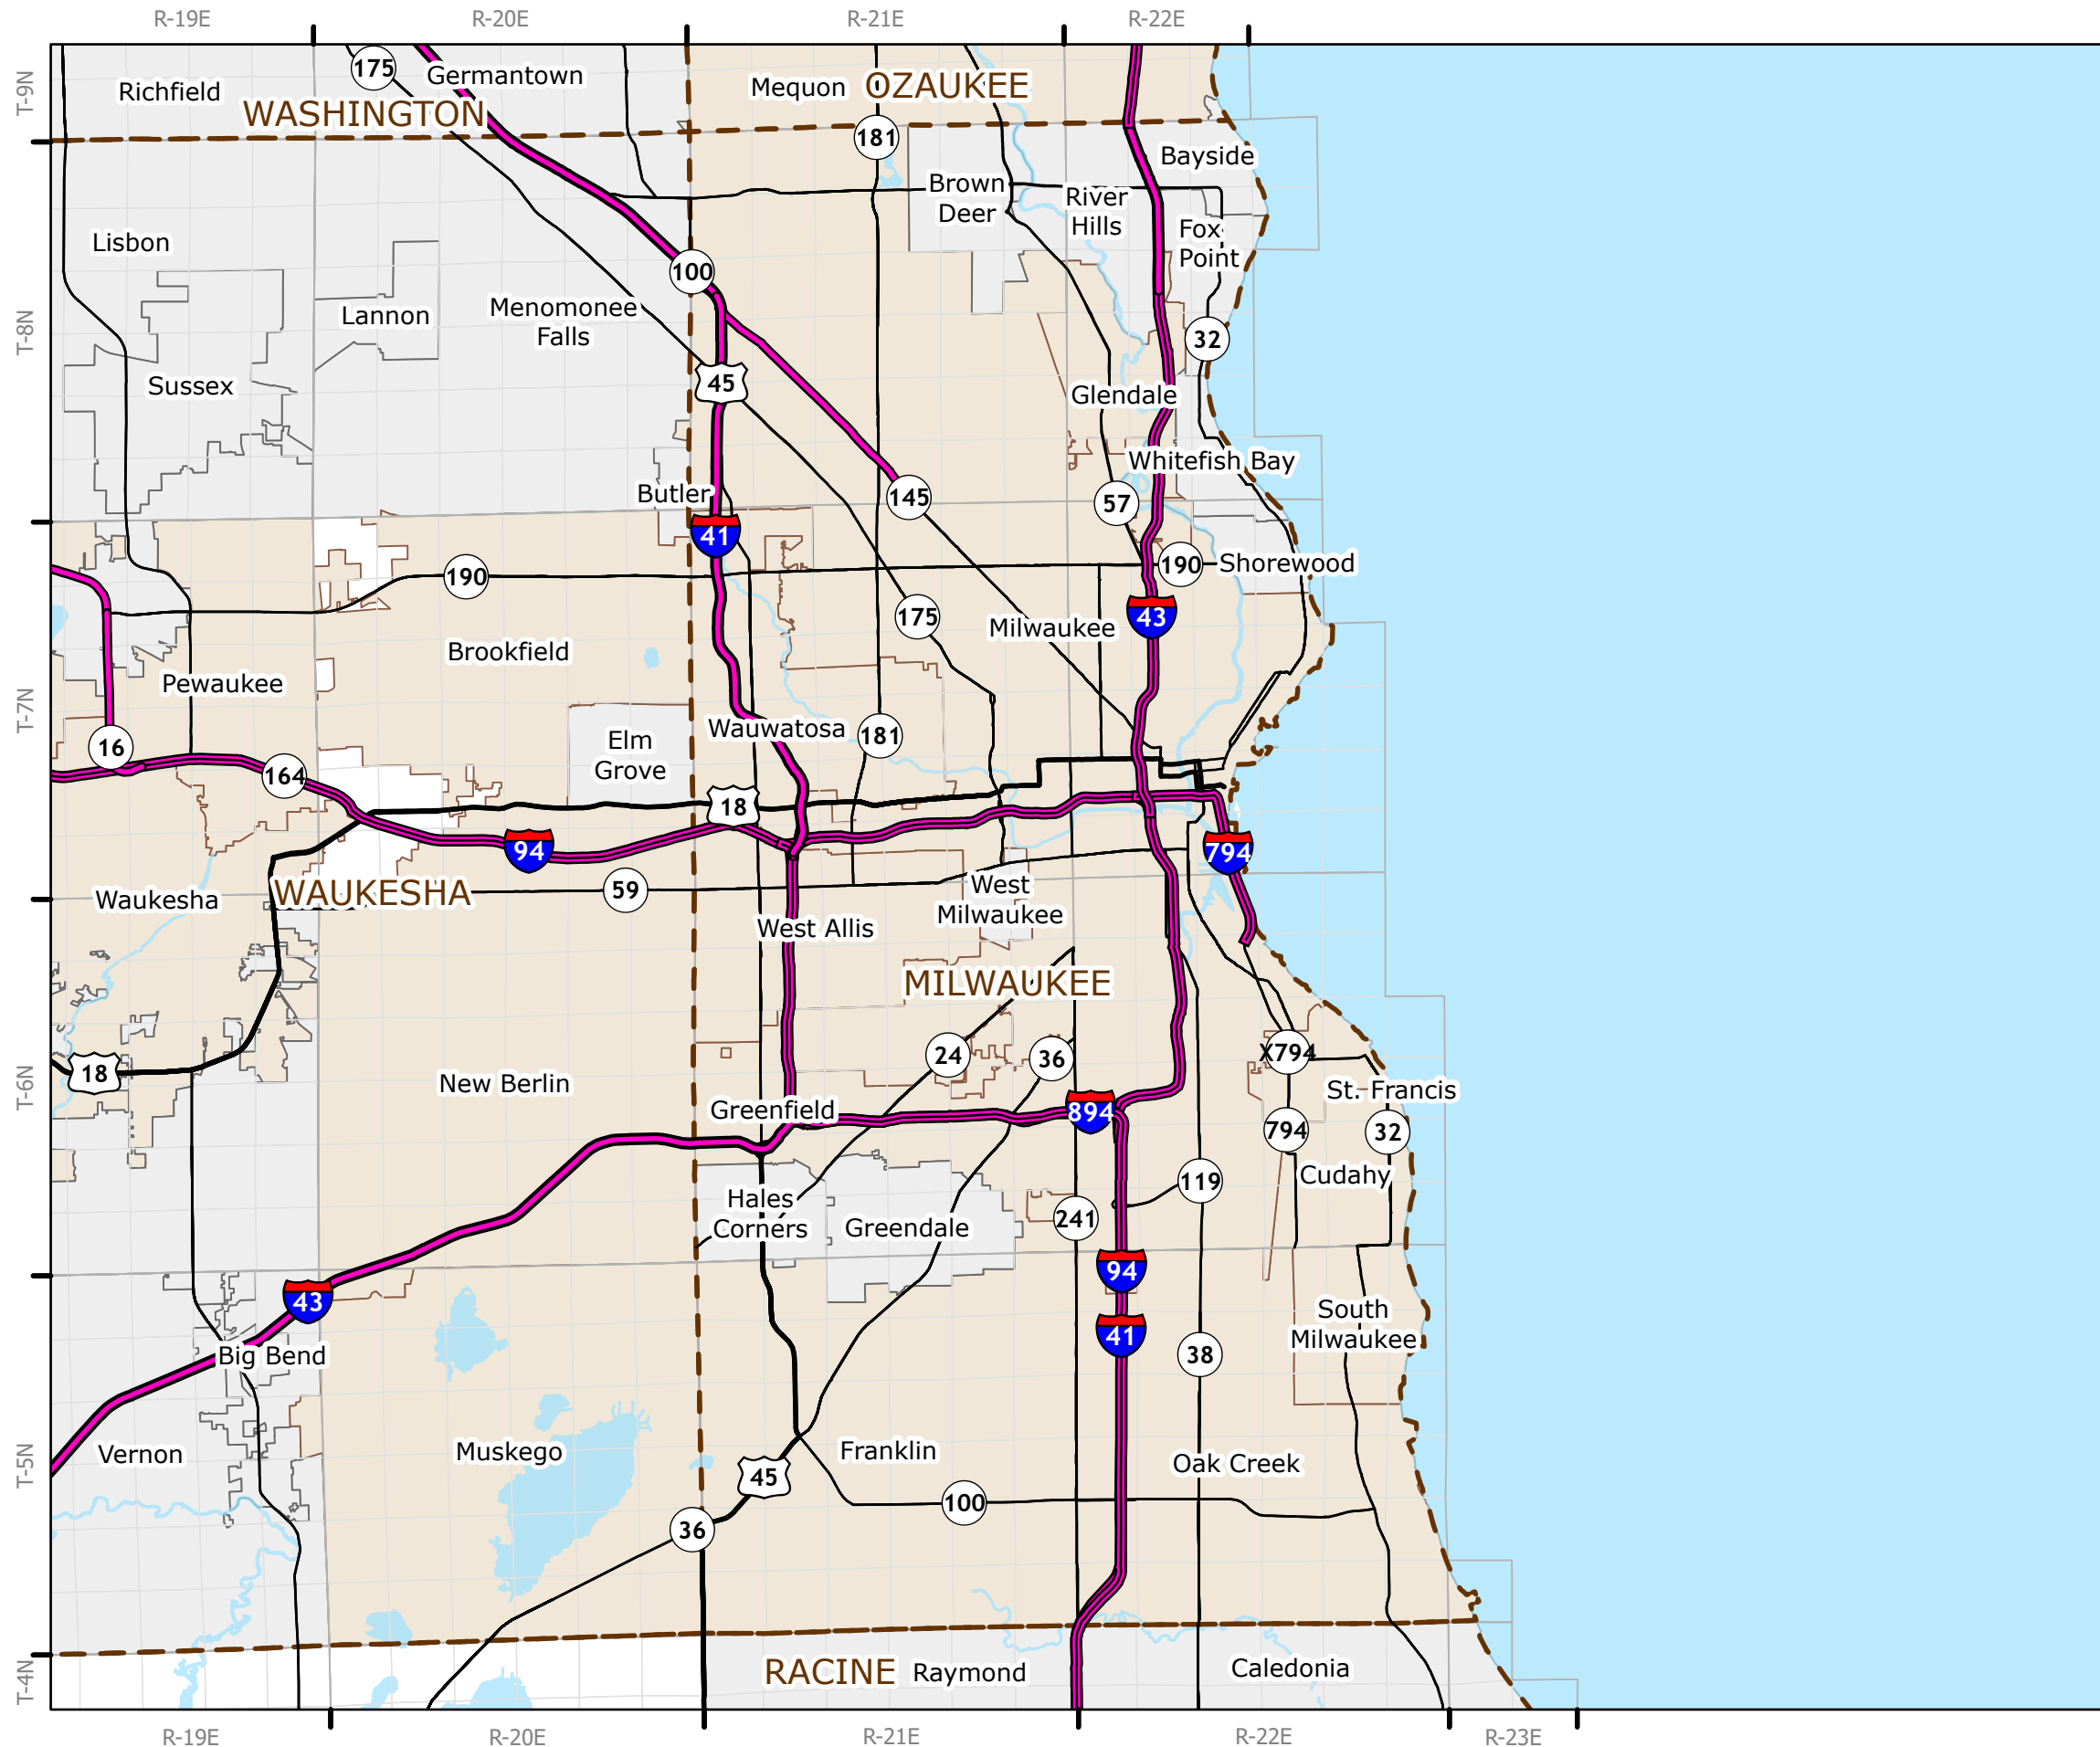 R-19E
R-20E
R-21E
R-22E
T-9N
Richfield
175
Germantown
WASHINGTON
Mequon
OZAUKEE
181
Bayside
Brown
Deer
River
Hills
Fox
Point
Lisbon
100
T-8N
Lannon
Menomonee
Falls
32
Sussex
45
Glendale
Whitefish Bay
Butler
145
57
41
190
190
Shorewood
175
43
Milwaukee
Brookfield
Pewaukee
T-7N
16
164
Elm
Grove
Wauwatosa
181
18
94
794
Waukesha
WAUKESHA
59
West
Milwaukee
West Allis
MILWAUKEE
T-6N
18
New Berlin
24
36
X794
St. Francis
Greenfield
894
794
32
Cudahy
119
Hales
Corners
Greendale
241
43
94
41
South
Milwaukee
38
Big Bend
T-5N
Vernon
Muskego
Franklin
Oak Creek
45
100
36
T-4N
RACINE
Raymond
Caledonia
R-19E
R-20E
R-21E
R-22E
R-23E